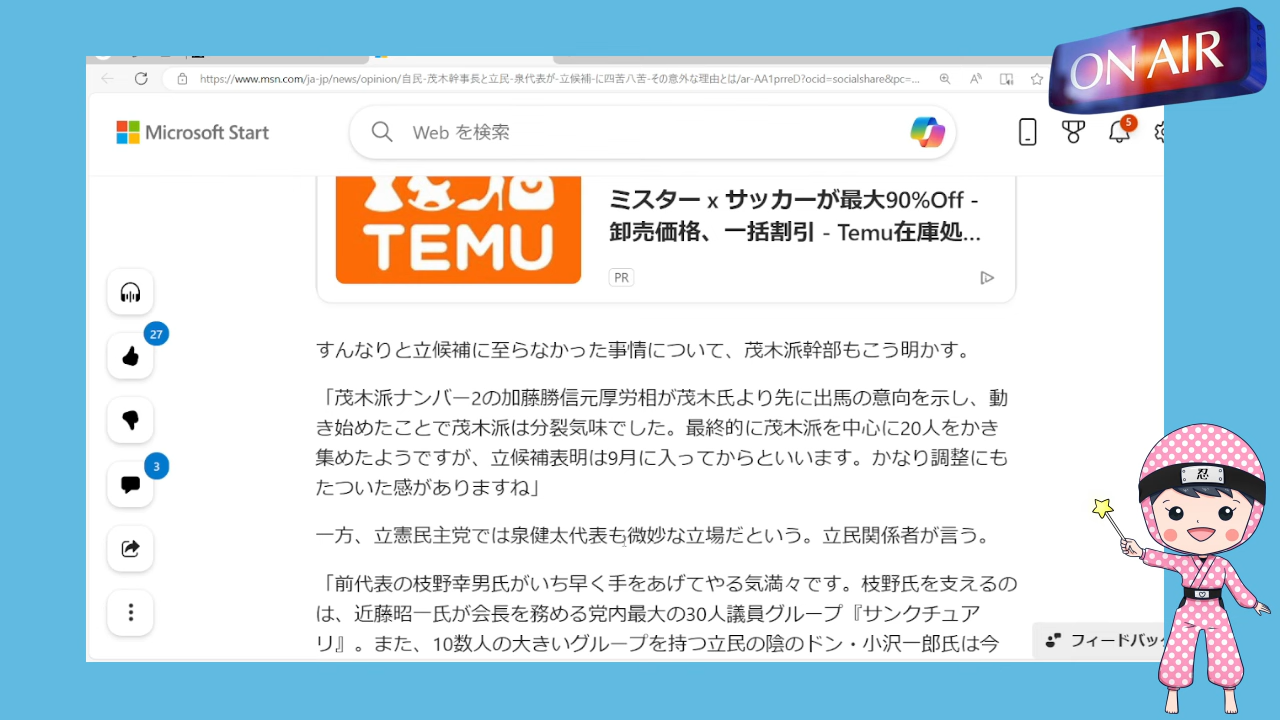 ON AIR
https://www.msn.com/ja-jp/news/opinion/自民-茂木幹事長と立民-泉代表が-立候補-に四苦八苦-その意外な理由とは/ar-AA1prreD?ocid=socialshare&pc=...
Microsoft Start
Web を検索
5
ミスター x サッカーが最大90%Off -
卸売価格、一括割引 - Temu在庫処...
TEMU
PR
27
すんなりと立候補に至らなかった事情について、茂木派幹部もこう明かす。
「茂木派ナンバー2の加藤勝信元厚労相が茂木氏より先に出馬の意向を示し、動
き始めたことで茂木派は分裂気味でした。最終的に茂木派を中心に20人をかき
集めたようですが、立候補表明は9月に入ってからといいます。かなり調整にも
たついた感がありますね」
3
忍
一方、立憲民主党では泉健太代表も微妙な立場だという。立民関係者が言う。
「前代表の枝野幸男氏がいち早く手をあげてやる気満々です。枝野氏を支えるの
は、近藤昭一氏が会長を務める党内最大の30人議員グループ『サンクチュア
リ』。また、10数人の大きいグループを持つ立民の陰のドン・小沢一郎氏は今
フィードバック